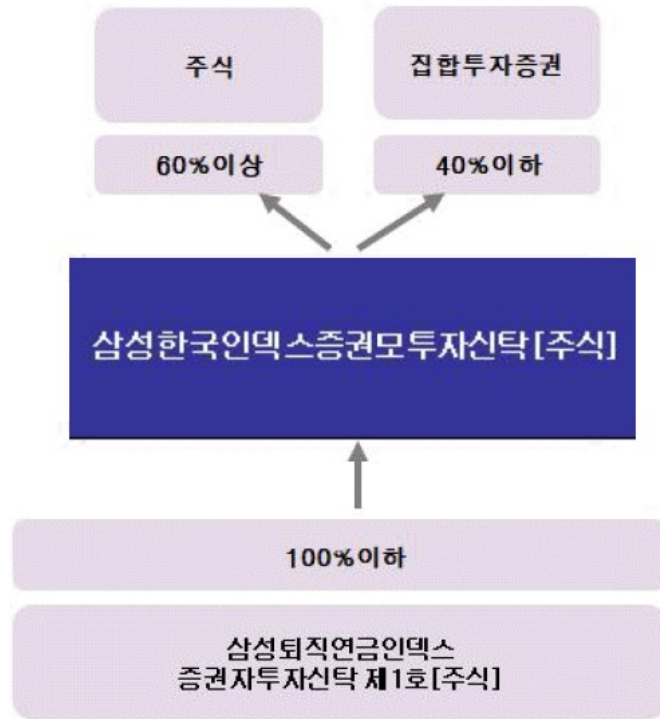 주식
집합투자증권
60%이상
40%이하
삼성한국인덱스증권모투자신탁[주식]
100%이하
삼성퇴직연금인덱스
증권자투자신탁 제1호[주식]